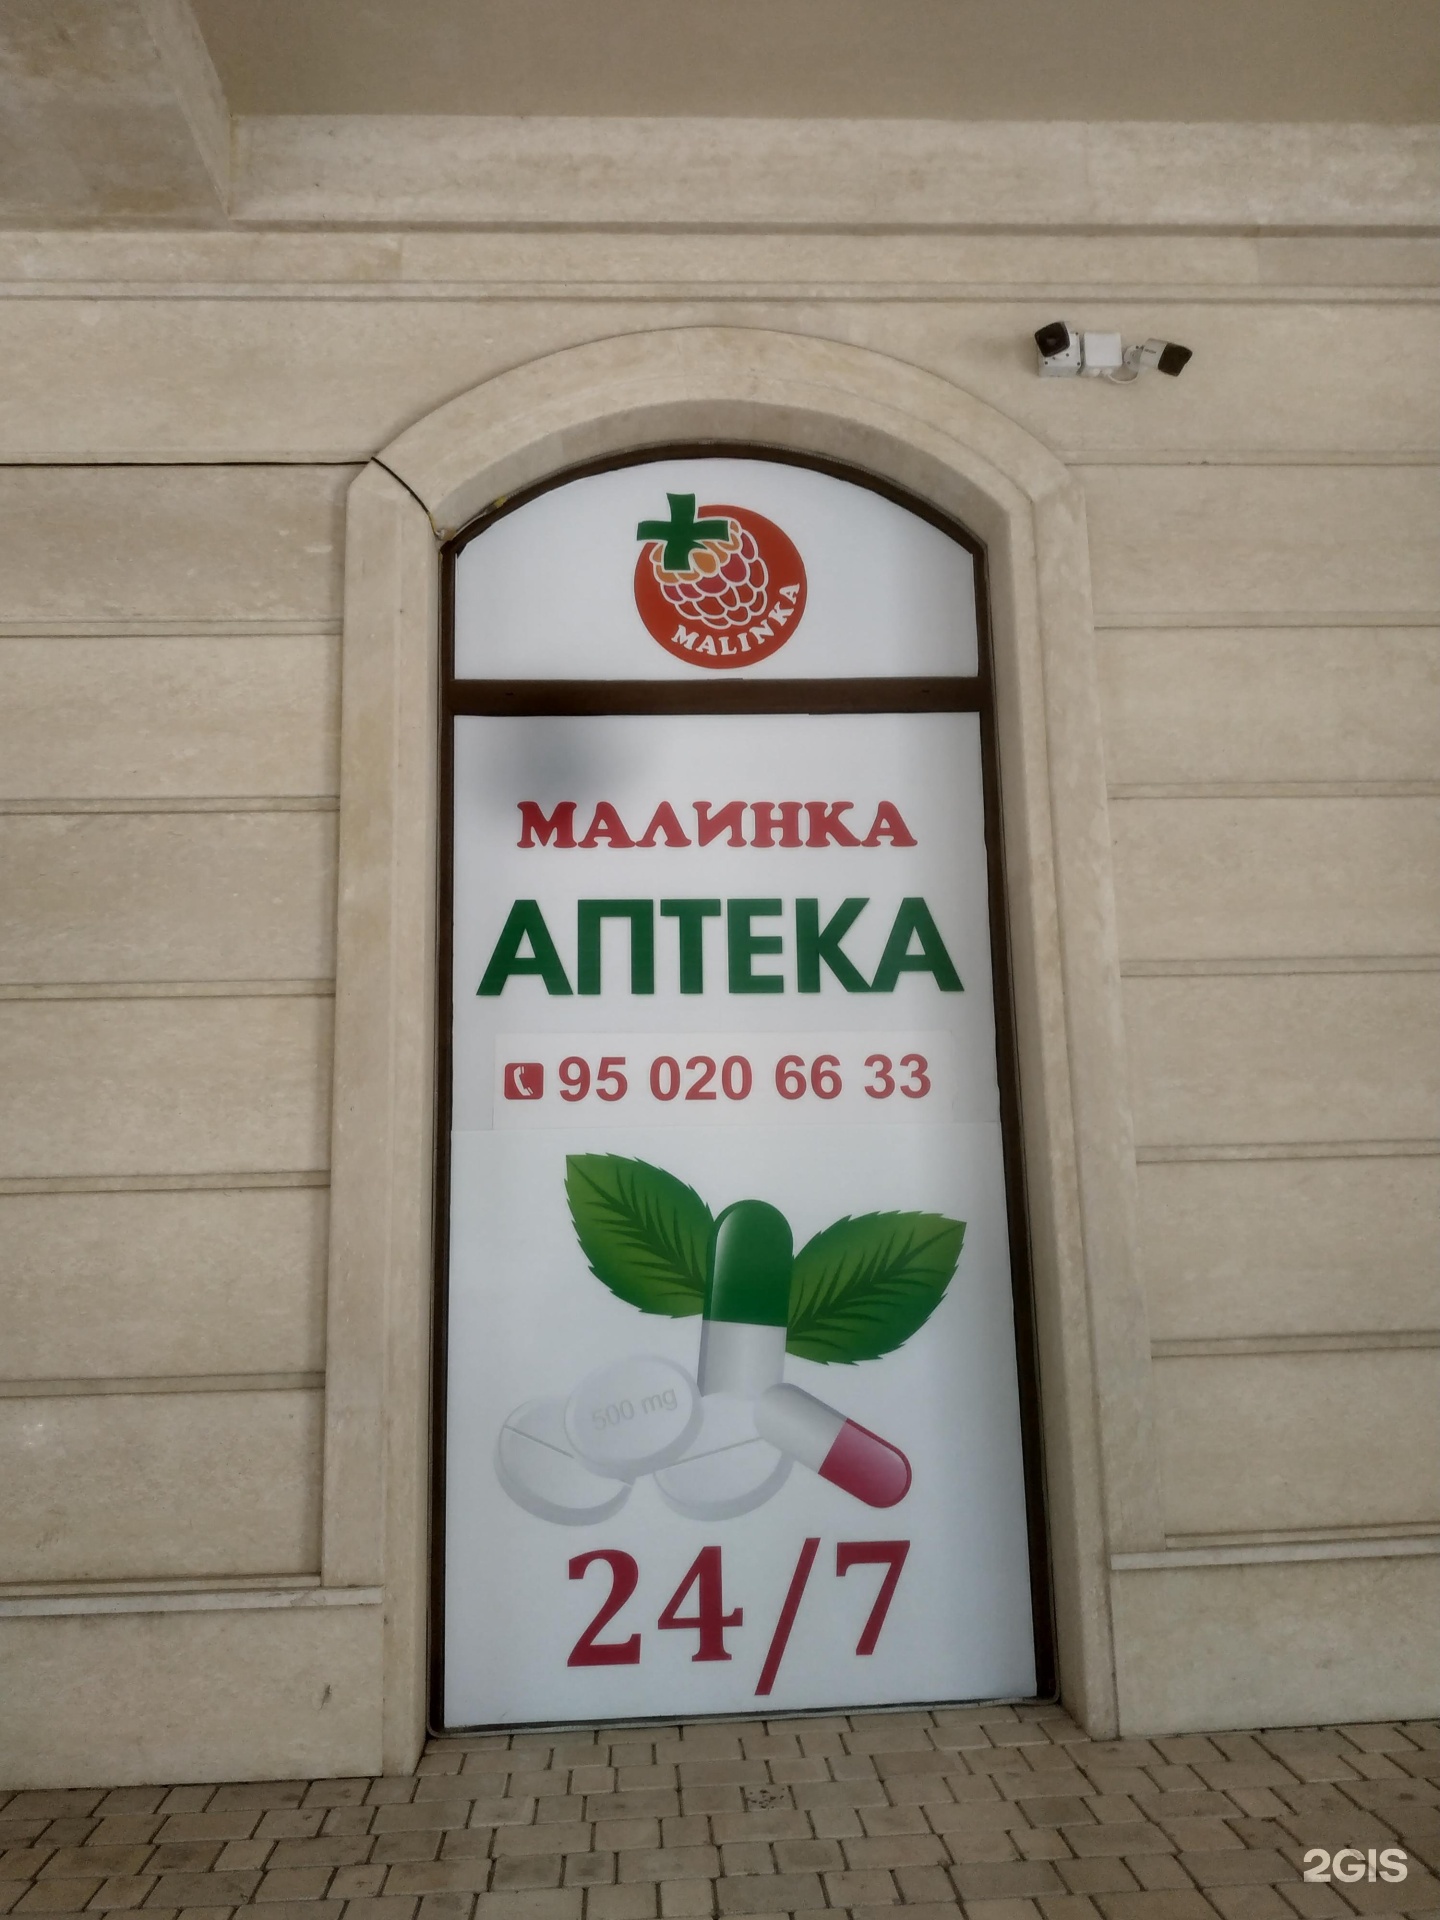 MALINKA
МАЛИНКА
АПТЕКА
95 020 66 33
500 mg
24/7
2GIS